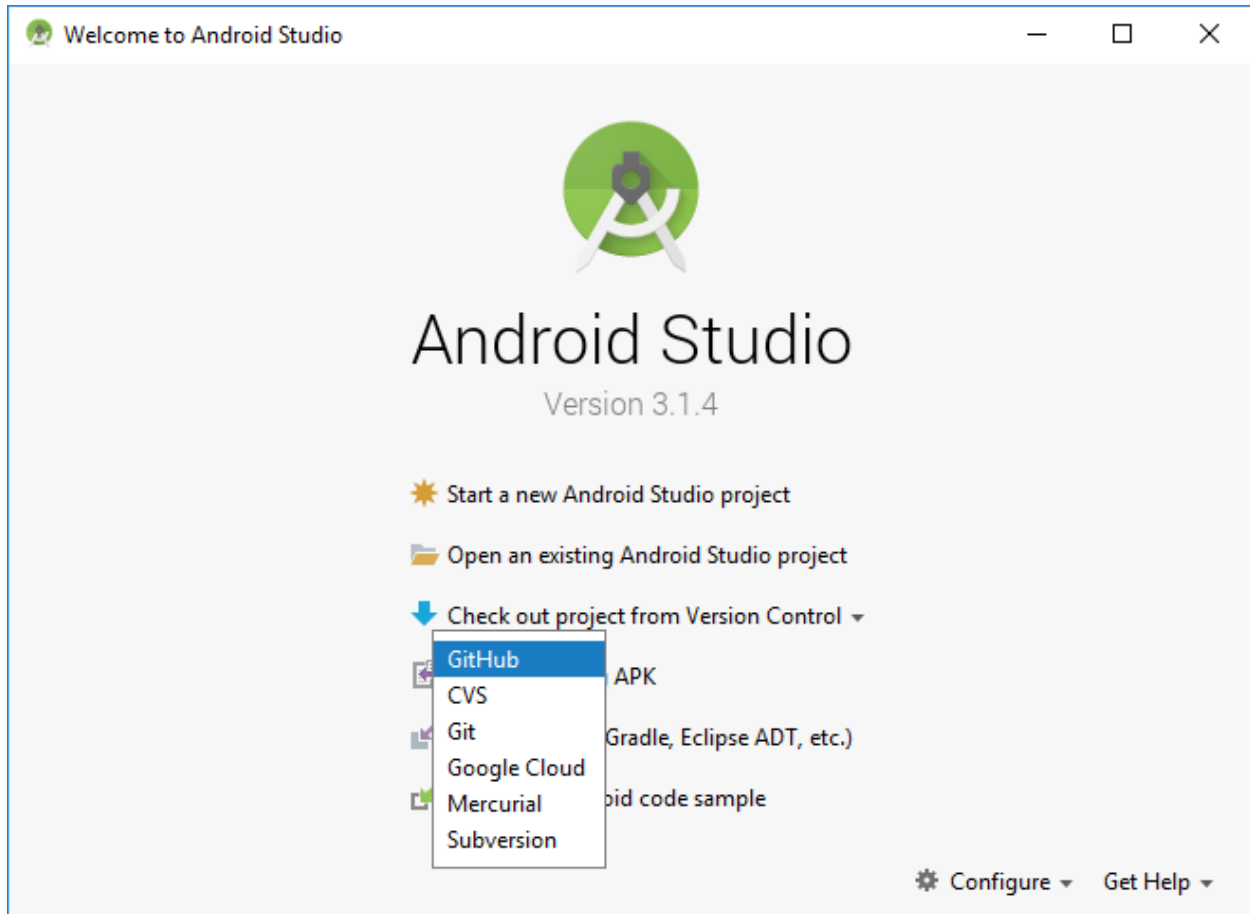 Welcome to Android Studio
Android Studio
Version 3.1.4
Start a new Android Studio project
Open an existing Android Studio project
Check out project from Version Control
GitHub
APK
CVS
Git
Gradle, Eclipse ADT, etc.)
Google Cloud
Mercurial
code sample
Subversion
Configure
Get Help